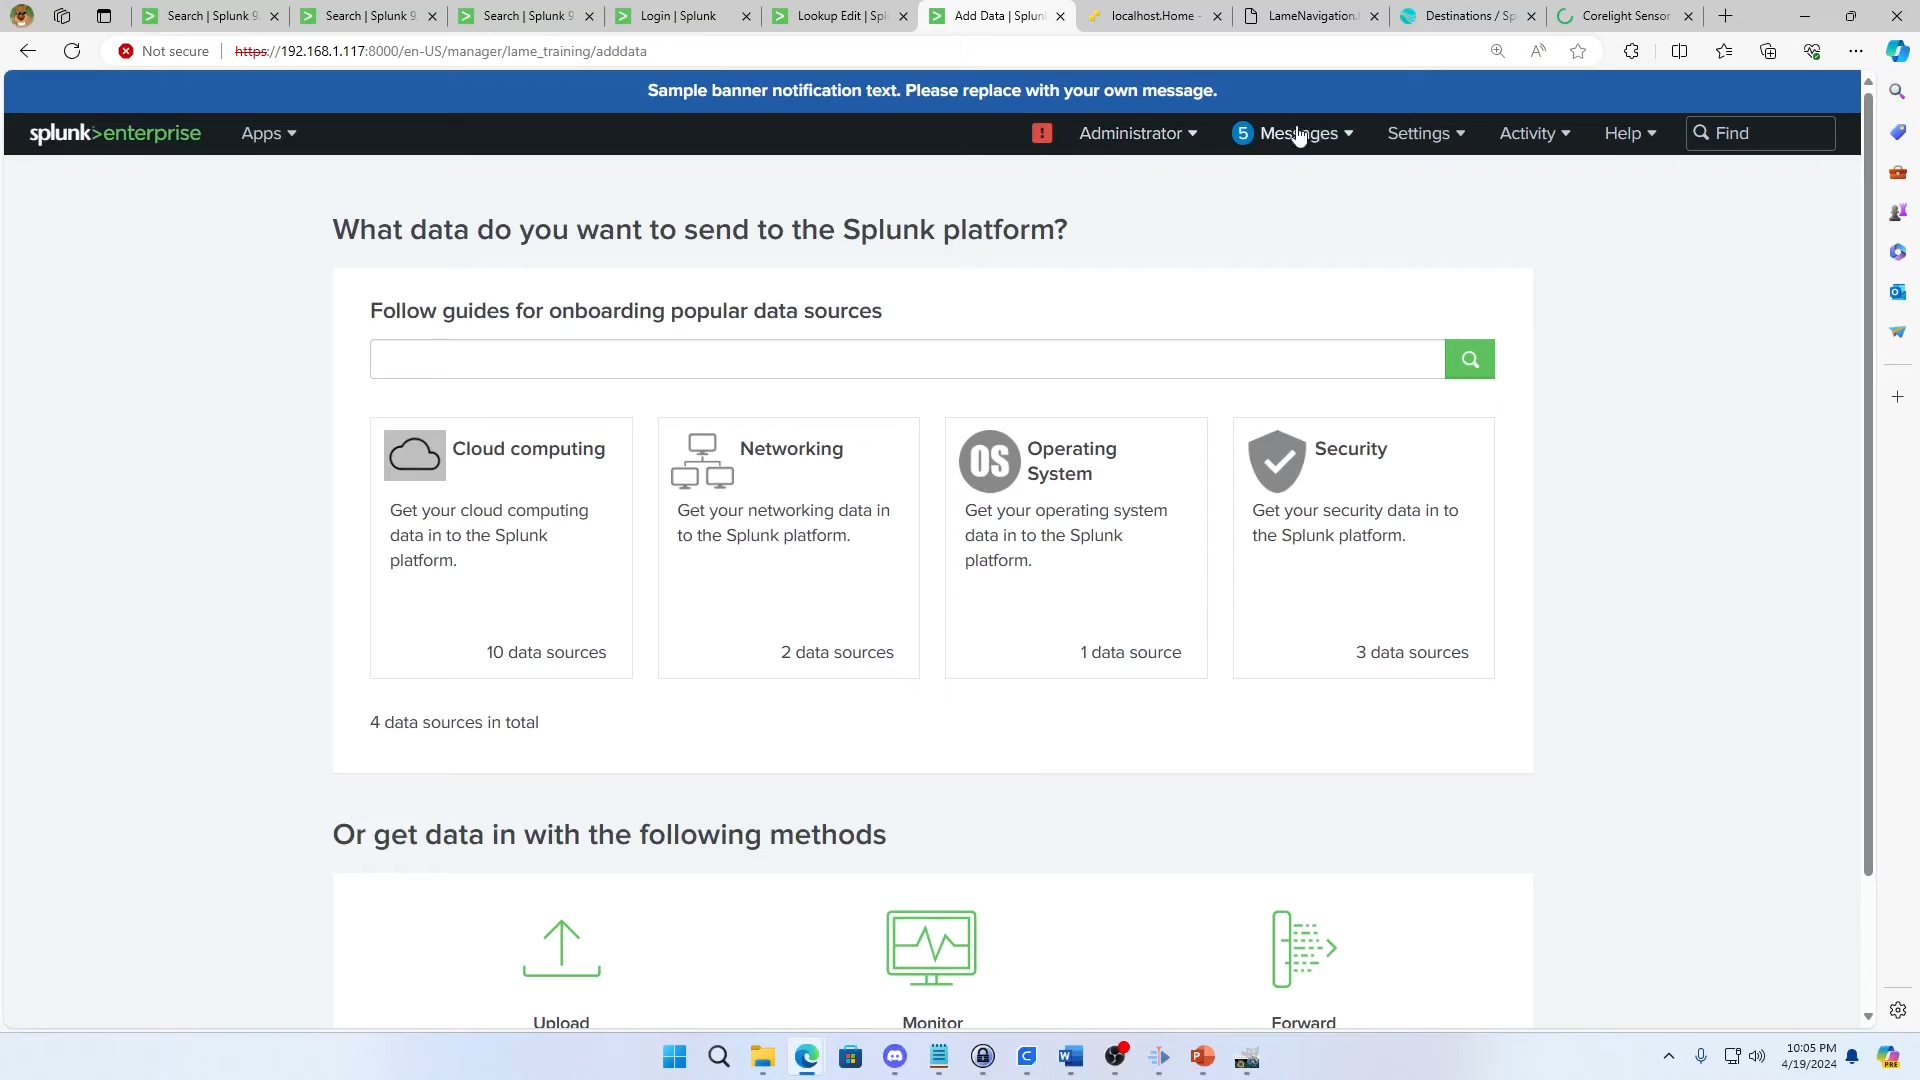 Search | Splunk 9.
Search | Splunk 9.
Search | Splunk 9
Login | Splunk
Lookup Edit | Spl
Add Data | Splun
localhost.Home -
LameNavigation.
Destinations / Sp
Corelight Sensor
Not secure
https://192.168.1.117:8000/en-US/manager/lame_training/adddata
Sample banner notification text. Please replace with your own message.
splunk>enterprise
Apps
!
Administrator
5
Messages
Settings
Activity
Help
Find
What data do you want to send to the Splunk platform?
Follow guides for onboarding popular data sources
Cloud computing
Get your cloud computing
data in to the Splunk
platform.
10 data sources
Networking
Get your networking data in
to the Splunk platform.
2 data sources
OS
Operating
System
Get your operating system
data in to the Splunk
platform.
1 data source
Security
Get your security data in to
the Splunk platform.
3 data sources
4 data sources in total
Or get data in with the following methods
Upload
Monitor
Forward
10:05 PM
4/19/2024